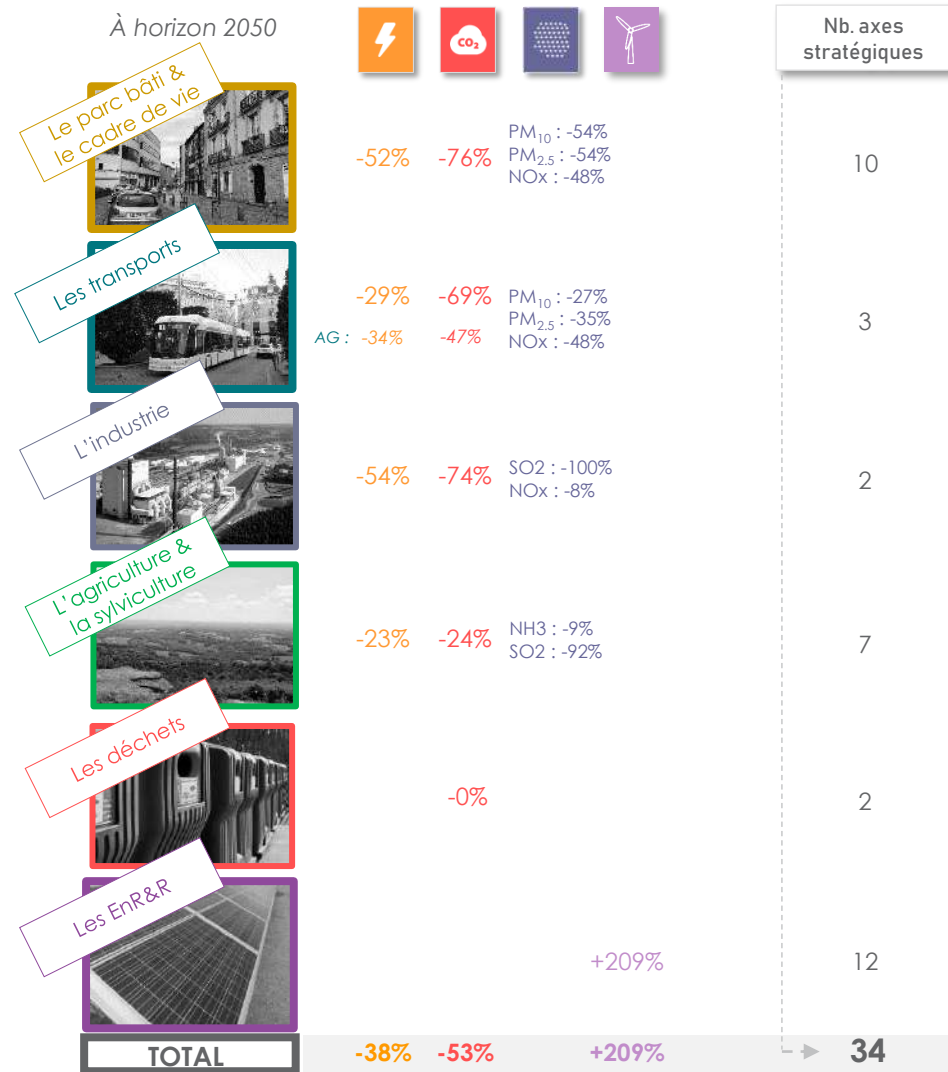 À horizon 2050
CO₂
Nb. axes
stratégiques
Le parc bâti &
le cadre de vie
-52%
-76%
PM₁₀ : -54%
PM₂.₅ : -54%
NOx : -48%
10
Les transports
-29%
-69%
PM₁₀ : -27%
PM₂.₅ : -35%
NOx : -48%
AG : -34%
-47%
3
L'industrie
-54%
-74%
SO2 : -100%
NOx : -8%
2
L'agriculture &
la sylviculture
-23%
-24%
NH3 : -9%
SO2 : -92%
7
Les déchets
-0%
2
Les EnR&R
+209%
12
TOTAL
-38%
-53%
+209%
34